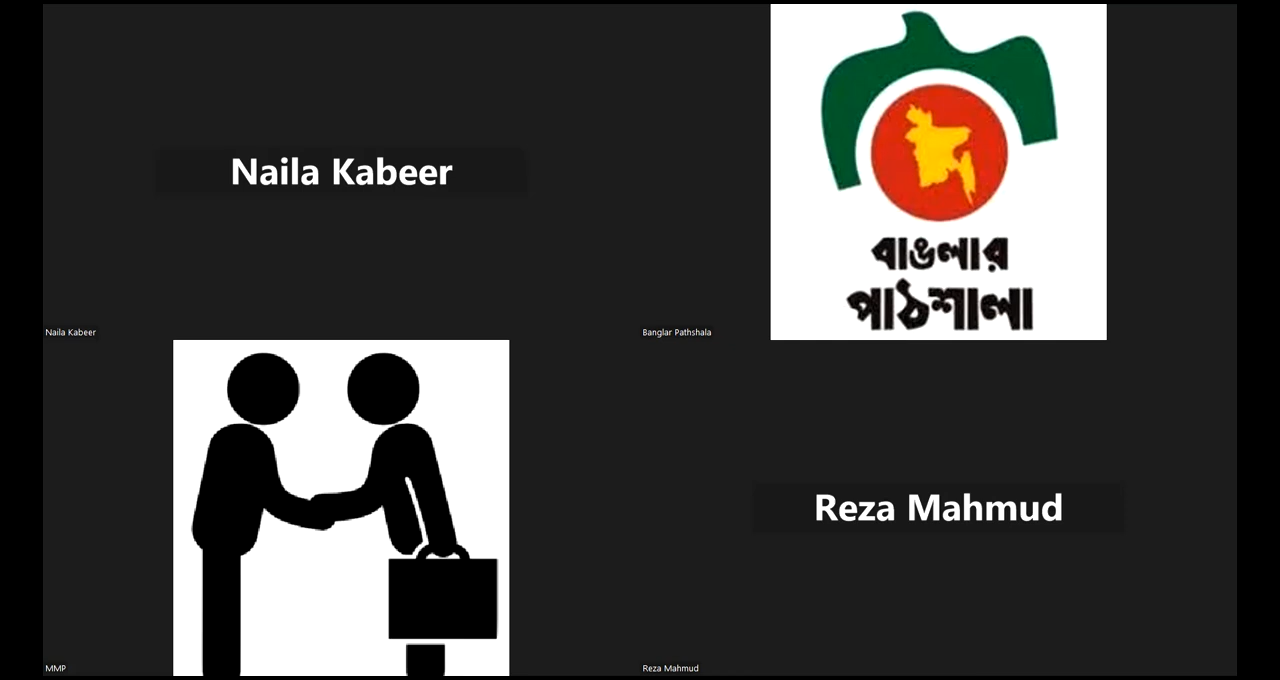 Naila Kabeer
Naila Kabeer
বাঙলার
পাঠশালা
Banglar Pathshala
MMP
Reza Mahmud
Reza Mahmud